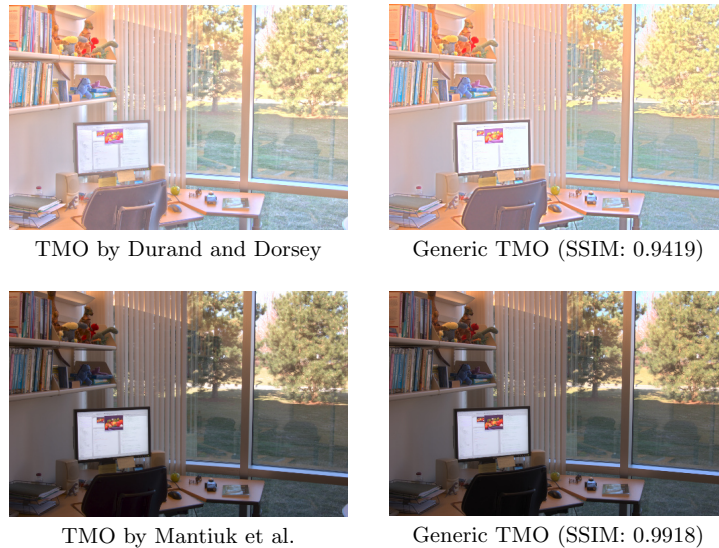 TMO by Durand and Dorsey
Generic TMO (SSIM: 0.9419)
TMO by Mantiuk et al.
Generic TMO (SSIM: 0.9918)